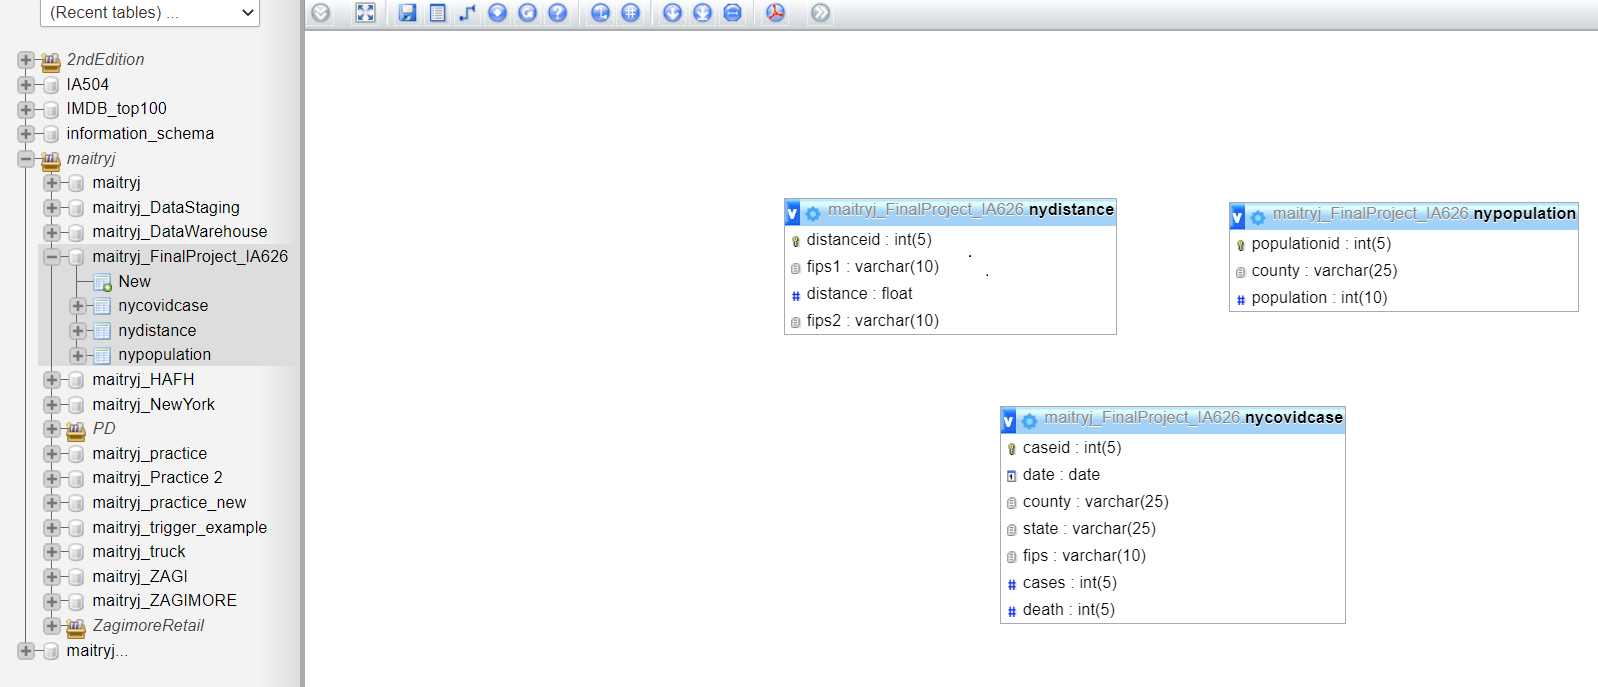 (Recent tables) ...
2ndEdition
IA504
IMDB_top100
information_schema
maitryj
maitryj
maitryj_DataStaging
maitryj_DataWarehouse
maitryj_FinalProject_IA626
New
nycovidcase
nydistance
nypopulation
maitryj_HAFH
maitryj_NewYork
PD
maitryj_practice
maitryj_Practice 2
maitryj_practice_new
maitryj_trigger_example
maitryj_truck
maitryj_ZAGI
maitryj_ZAGIMORE
ZagimoreRetail
maitryj...
v maitryj_FinalProject_IA626.nydistance
distanceid : int(5)
fips1 : varchar(10)
# distance : float
fips2 : varchar(10)
v maitryj_FinalProject_IA626.nypopulation
populationid : int(5)
county : varchar(25)
# population : int(10)
v maitryj_FinalProject_IA626.nycovidcase
caseid : int(5)
date : date
county : varchar(25)
state : varchar(25)
fips : varchar(10)
# cases : int(5)
# death : int(5)